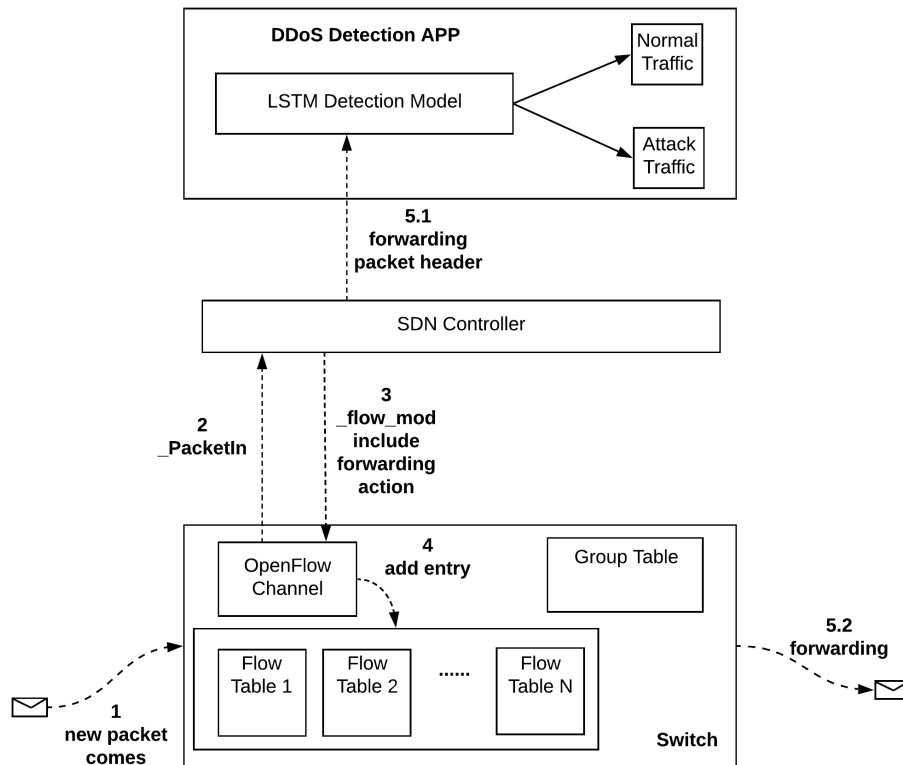 DDoS Detection APP
Normal
Traffic
LSTM Detection Model
Attack
Traffic
5.1
forwarding
packet header
SDN Controller
2
_PacketIn
3
_flow_mod
include
forwarding
action
OpenFlow
Channel
4
add entry
Group Table
Flow
Table 1
Flow
Table 2
......
Flow
Table N
5.2
forwarding
1
new packet
comes
Switch